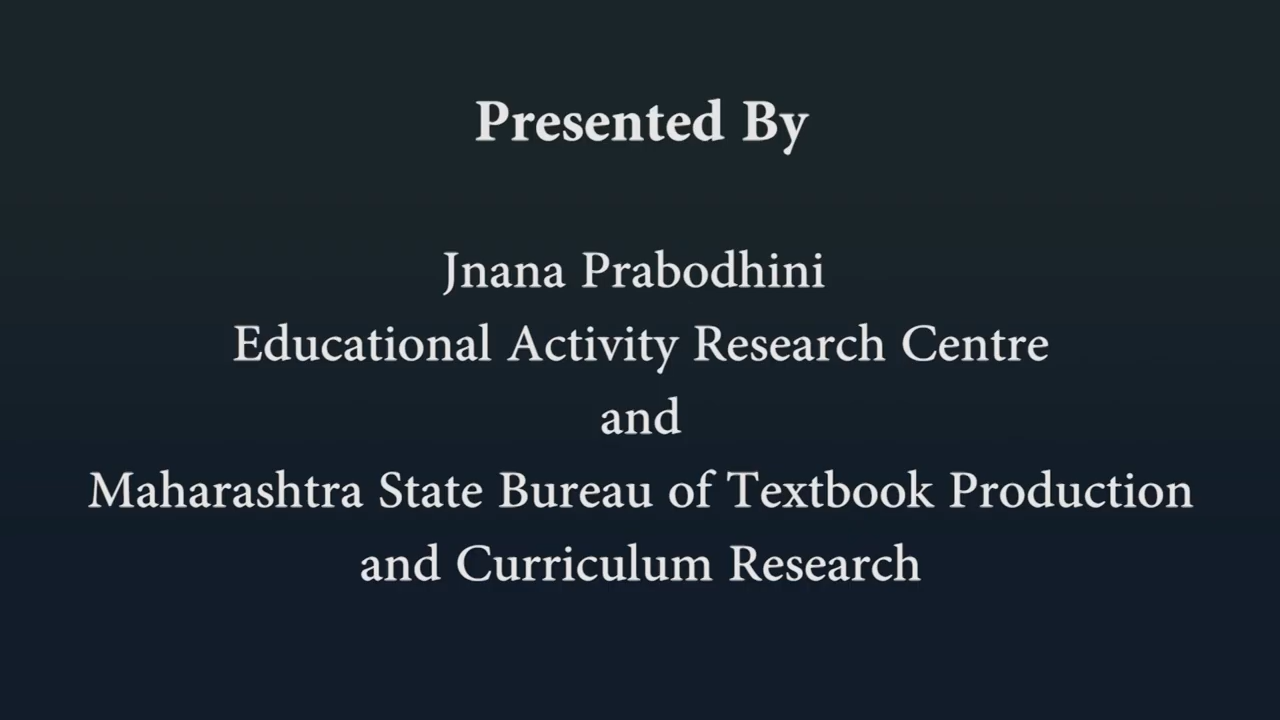 Presented By
Jnana Prabodhini
Educational Activity Research Centre
and
Maharashtra State Bureau of Textbook Production
and Curriculum Research